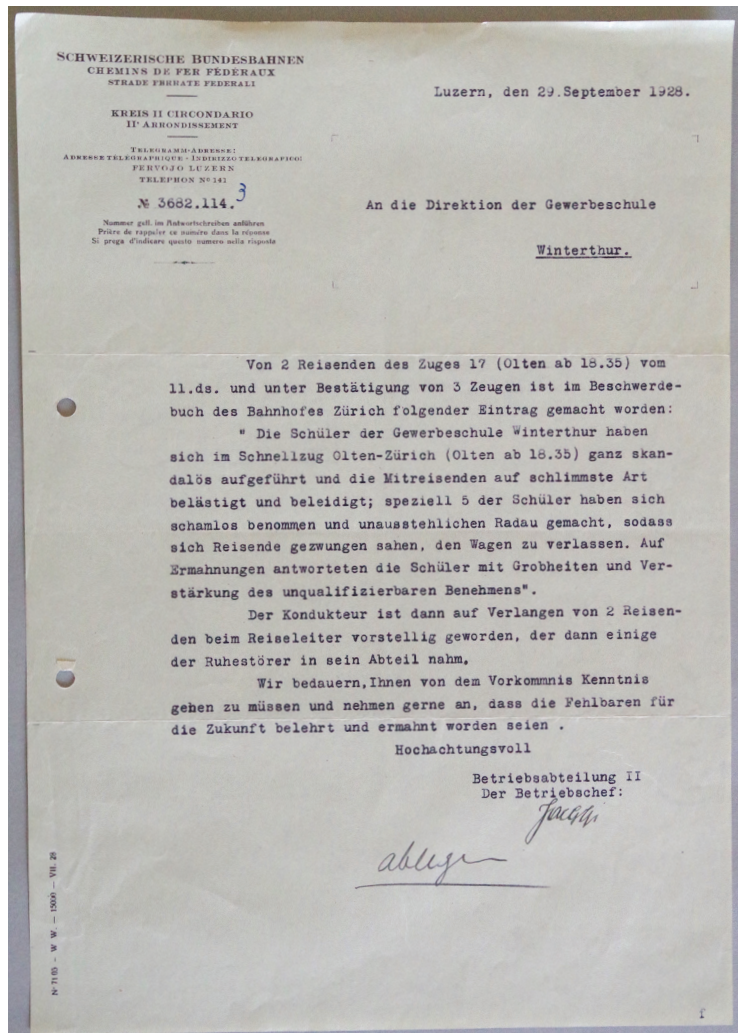 SCHWEIZERISCHE BUNDESBAHNEN
CHEMINS DE FER FÉDÉRAUX
STRADE FERRATE FEDERALI
KREIS II CIRCONDARIO
IIe ARRONDISSEMENT
TELEGRAMM-ADRESSE:
ADRESSE TÉLÉGRAPHIQUE - INDIRIZZO TELEGRAFICO:
FERVOJO LUZERN
TELEPHON No 141
№ 3682.114.3
Nummer gefl. im Antwortschreiben anführen
Prière de rappeler ce numéro dans la réponse
Si prega d'indicare questo numero nella risposta
Luzern, den 29.September 1928.
An die Direktion der Gewerbeschule
Winterthur.
Von 2 Reisenden des Zuges 17 (Olten ab 18.35) vom
11.ds. und unter Bestätigung von 3 Zeugen ist im Beschwerde-
buch des Bahnhofes Zürich folgender Eintrag gemacht worden:
" Die Schüler der Gewerbeschule Winterthur haben
sich im Schnellzug Olten-Zürich (Olten ab 18.35) ganz skan-
dalös aufgeführt und die Mitreisenden auf schlimmste Art
belästigt und beleidigt; speziell 5 der Schüler haben sich
schamlos benommen und unausstehlichen Radau gemacht, sodass
sich Reisende gezwungen sahen, den Wagen zu verlassen. Auf
Ermahnungen antworteten die Schüler mit Grobheiten und Ver-
stärkung des unqualifizierbaren Benehmens".
Der Kondukteur ist dann auf Verlangen von 2 Reisen-
den beim Reiseleiter vorstellig geworden, der dann einige
der Ruhestörer in sein Abteil nahm.
Wir bedauern,Ihnen von dem Vorkommnis Kenntnis
geben zu müssen und nehmen gerne an, dass die Fehlbaren für
die Zukunft belehrt und ermahnt worden seien .
Hochachtungsvoll
Betriebsabteilung II
Der Betriebschef:
Jaeggi
ablegen
No 71 65 - W. W. - 15000 - VII. 28